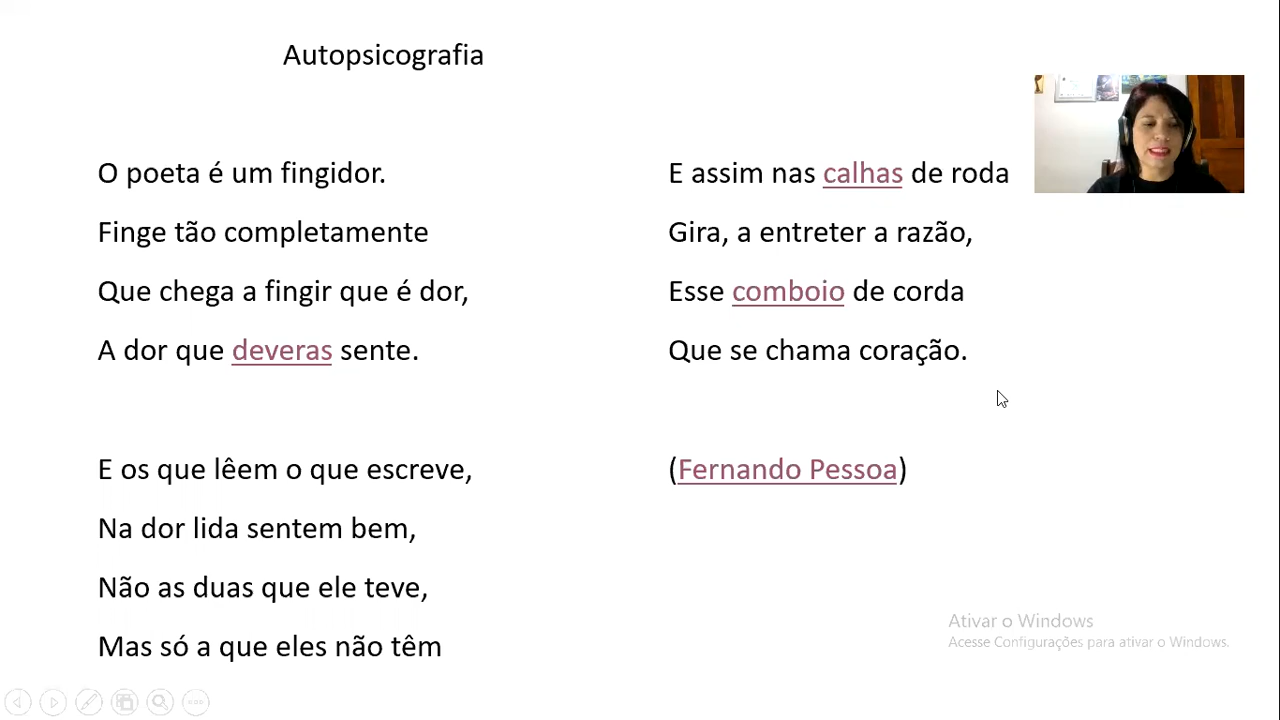 Autopsicografia
O poeta é um fingidor.
Finge tão completamente
Que chega a fingir que é dor,
A dor que deveras sente.
E os que lêem o que escreve,
Na dor lida sentem bem,
Não as duas que ele teve,
Mas só a que eles não têm
E assim nas calhas de roda
Gira, a entreter a razão,
Esse comboio de corda
Que se chama coração.
(Fernando Pessoa)
Ativar o Windows
Acesse Configurações para ativar o Windows.